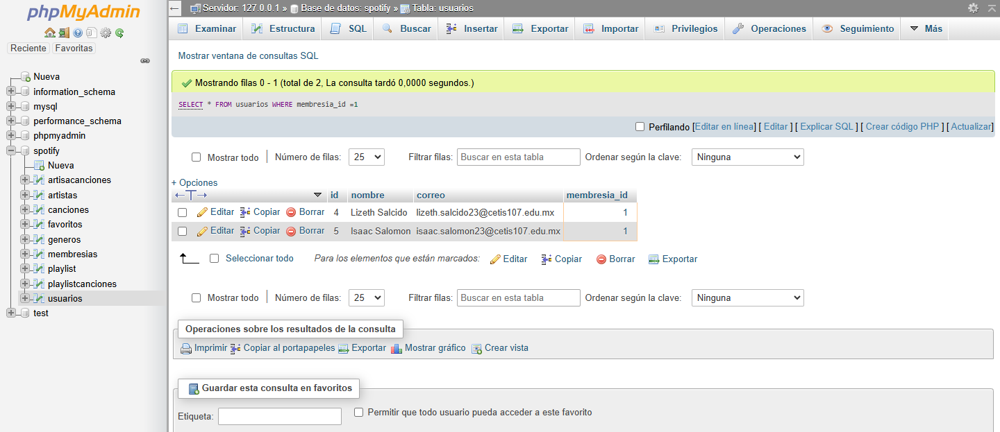 phpMyAdmin
Reciente Favoritas
Nueva
information_schema
mysql
performance_schema
phpmyadmin
spotify
Nueva
artisacanciones
artistas
canciones
favoritos
generos
membresias
playlist
playlistcanciones
usuarios
test
Servidor: 127.0.0.1 » Base de datos: spotify » Tabla: usuarios
Examinar Estructura SQL Buscar Insertar Exportar Importar Privilegios Operaciones Seguimiento Más
Mostrar ventana de consultas SQL
Mostrando filas 0 - 1 (total de 2, La consulta tardó 0,0000 segundos.)
SELECT * FROM usuarios WHERE membresia_id =1
Perfilando [Editar en línea] [ Editar ] [ Explicar SQL ] [ Crear código PHP ] [ Actualizar]
Mostrar todo | Número de filas: 25 Filtrar filas: Buscar en esta tabla Ordenar según la clave: Ninguna
+ Opciones
←T→ id nombre correo membresia_id
Editar Copiar Borrar 4 Lizeth Salcido lizeth.salcido23@cetis107.edu.mx 1
Editar Copiar Borrar 5 Isaac Salomon isaac.salomon23@cetis107.edu.mx 1
Seleccionar todo Para los elementos que están marcados: Editar Copiar Borrar Exportar
Mostrar todo | Número de filas: 25 Filtrar filas: Buscar en esta tabla Ordenar según la clave: Ninguna
Operaciones sobre los resultados de la consulta
Imprimir Copiar al portapapeles Exportar Mostrar gráfico Crear vista
Guardar esta consulta en favoritos
Etiqueta: Permitir que todo usuario pueda acceder a este favorito